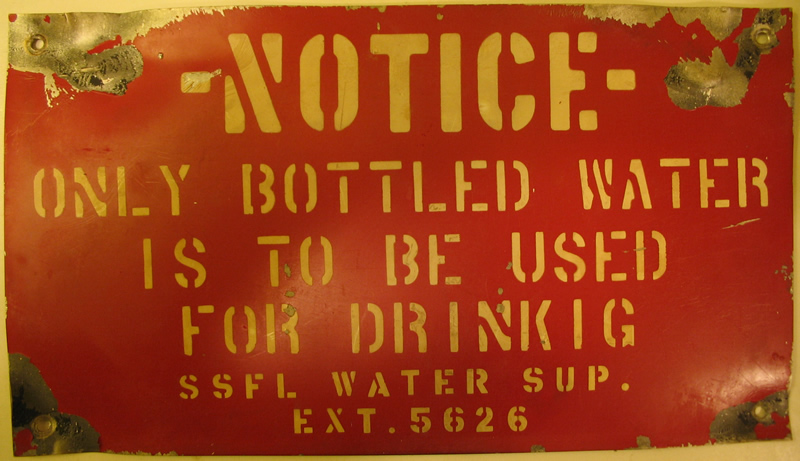 -NOTICE-
ONLY BOTTLED WATER
IS TO BE USED
FOR DRINKIG
SSFL WATER SUP.
EXT.5626